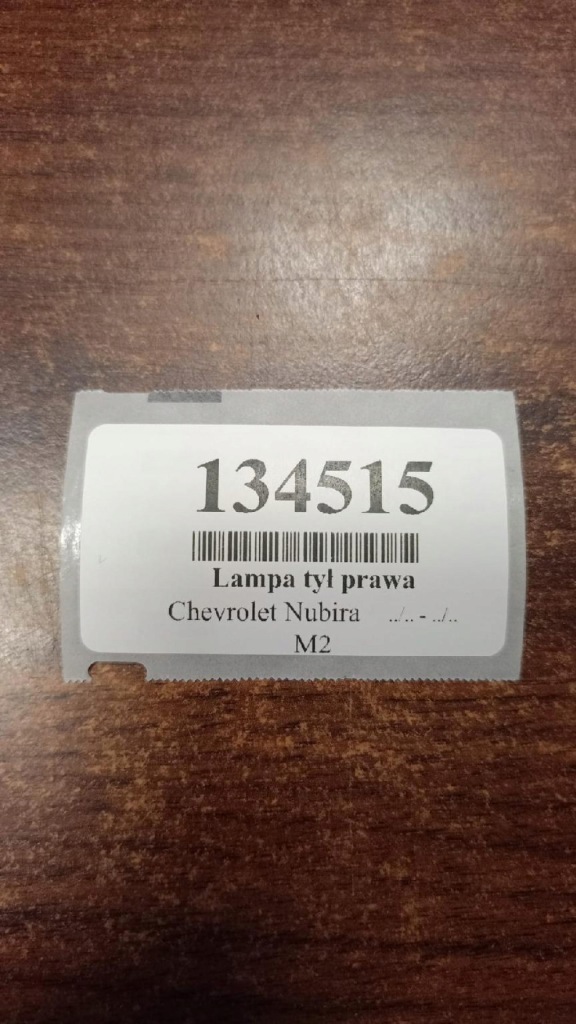 134515
Lampa tył prawa
Chevrolet Nubira ../.. - ../..
M2